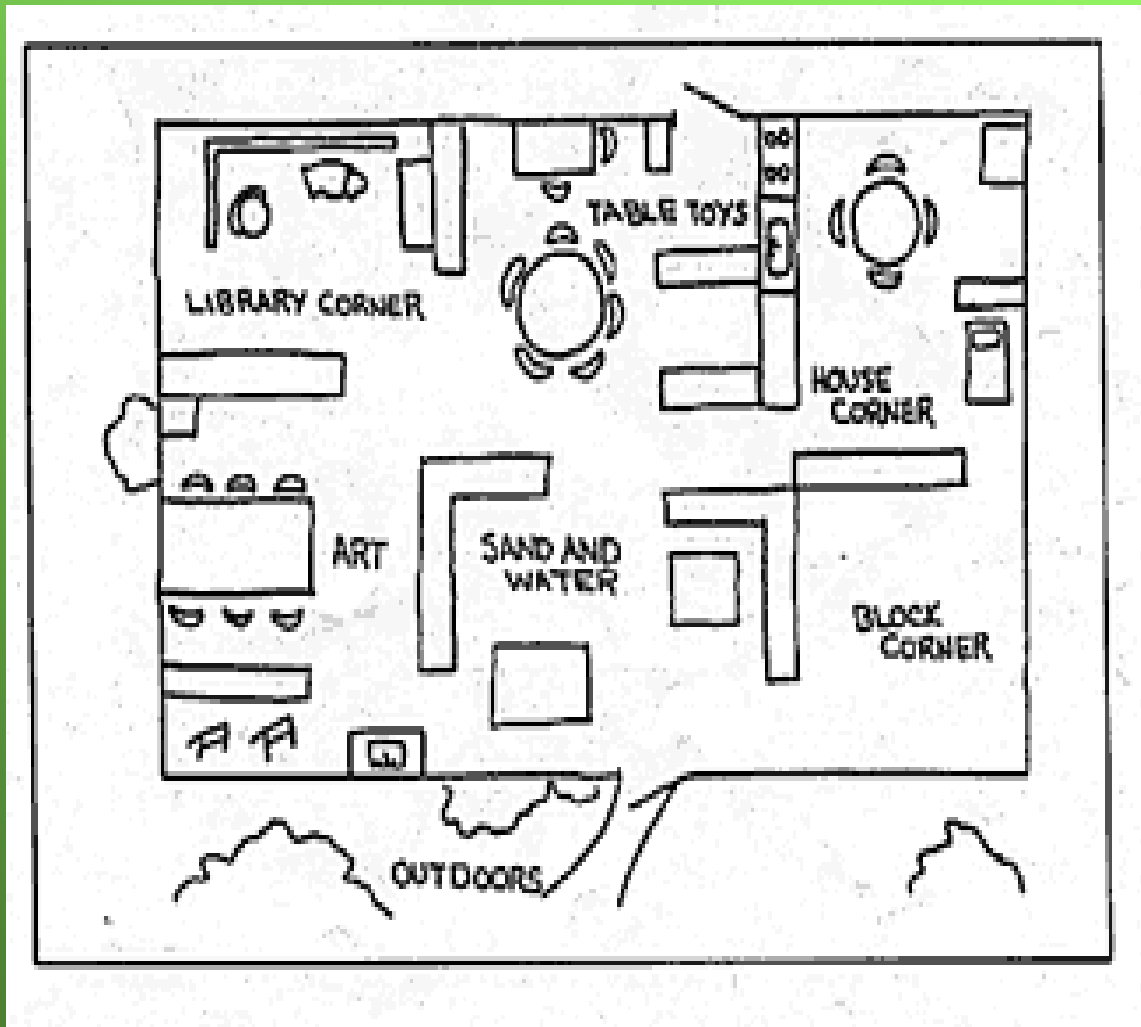 TABLE TOYS
LIBRARY CORNER
HOUSE
CORNER
ART
SAND AND
WATER
BLOCK
CORNER
OUTDOORS